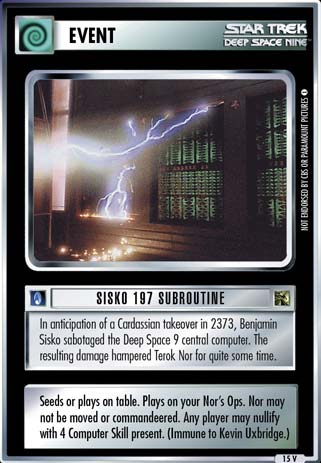 EVENT
STAR TREK
DEEP SPACE NINE
NOT ENDORSED BY CBS OR PARAMOUNT PICTURES
SISKO 197 SUBROUTINE
In anticipation of a Cardassian takeover in 2373, Benjamin
Sisko sabotaged the Deep Space 9 central computer. The
resulting damage hampered Terok Nor for quite some time.
Seeds or plays on table. Plays on your Nor's Ops. Nor may
not be moved or commandeered. Any player may nullify
with 4 Computer Skill present. (Immune to Kevin Uxbridge.)
15 V